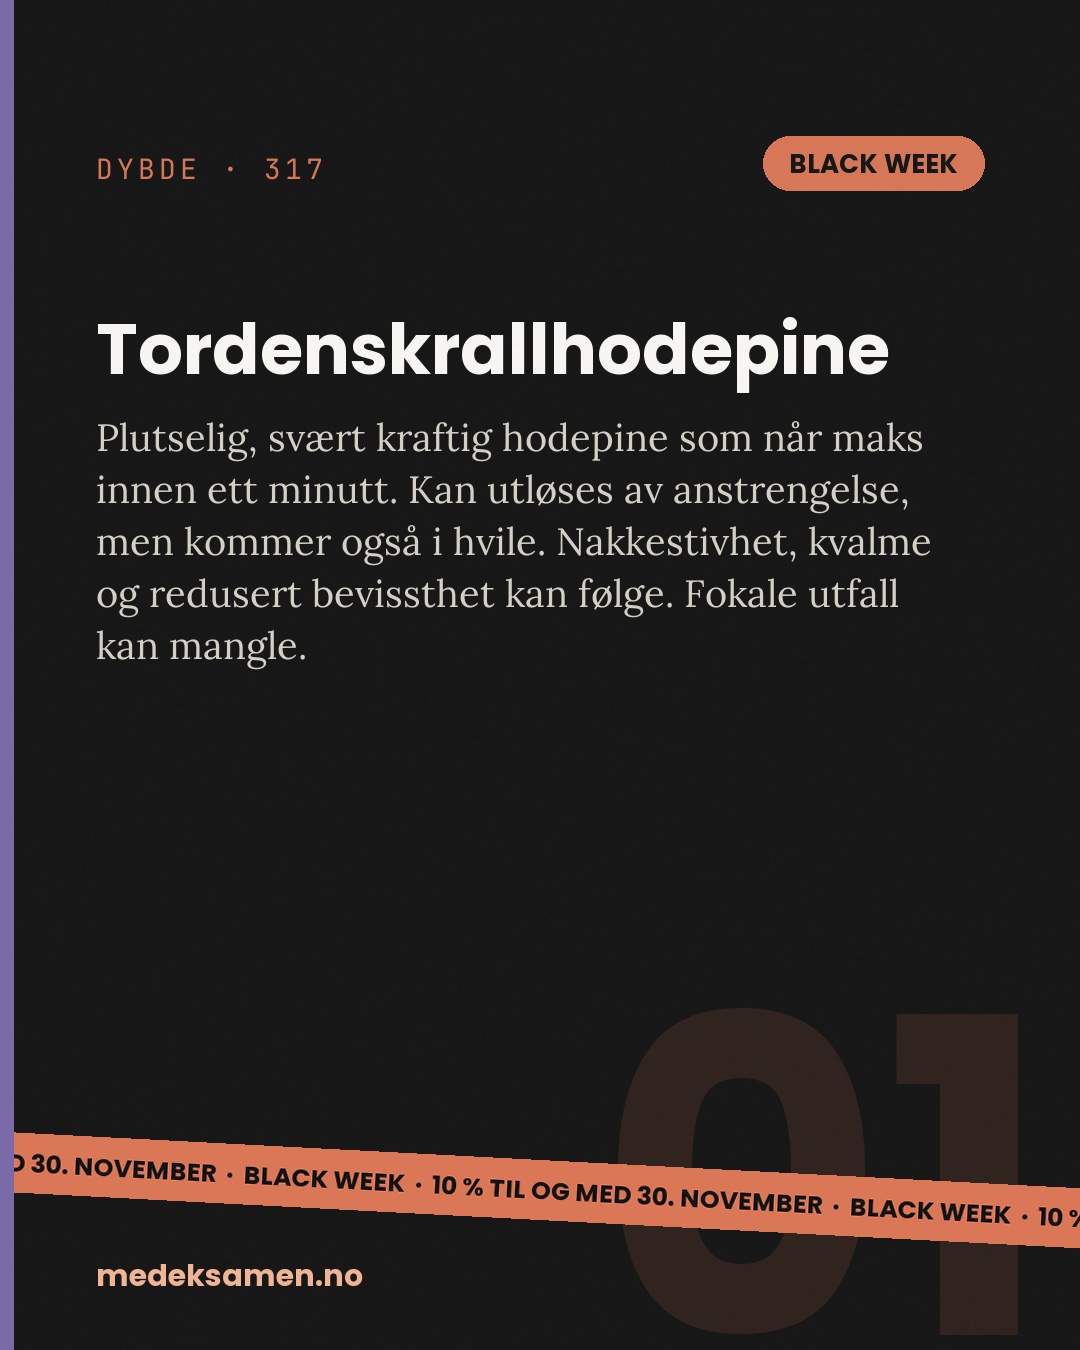 DYBDE · 317
BLACK WEEK
Tordenskrallhodepine
Plutselig, svært kraftig hodepine som når maks
innen ett minutt. Kan utløses av anstrengelse,
men kommer også i hvile. Nakkestivhet, kvalme
og redusert bevissthet kan følge. Fokale utfall
kan mangle.
01
D 30. NOVEMBER · BLACK WEEK · 10 % TIL OG MED 30. NOVEMBER · BLACK WEEK · 10 %
medeksamen.no